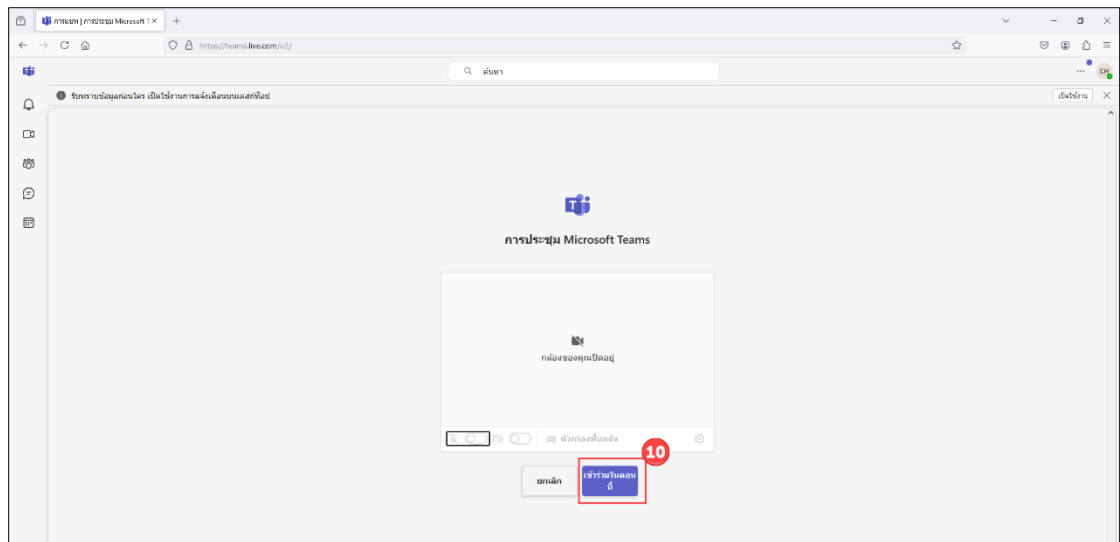 การแชท | การประชุม Microsoft T
https://teams.live.com/v2/
ค้นหา
CH
รับทราบข้อมูลก่อนใคร เปิดใช้งานการแจ้งเตือนบนเดสก์ท็อป
เปิดใช้งาน
การประชุม Microsoft Teams
กล้องของคุณปิดอยู่
ตัวกรองพื้นหลัง
10
ยกเลิก
เข้าร่วมในตอน
นี้